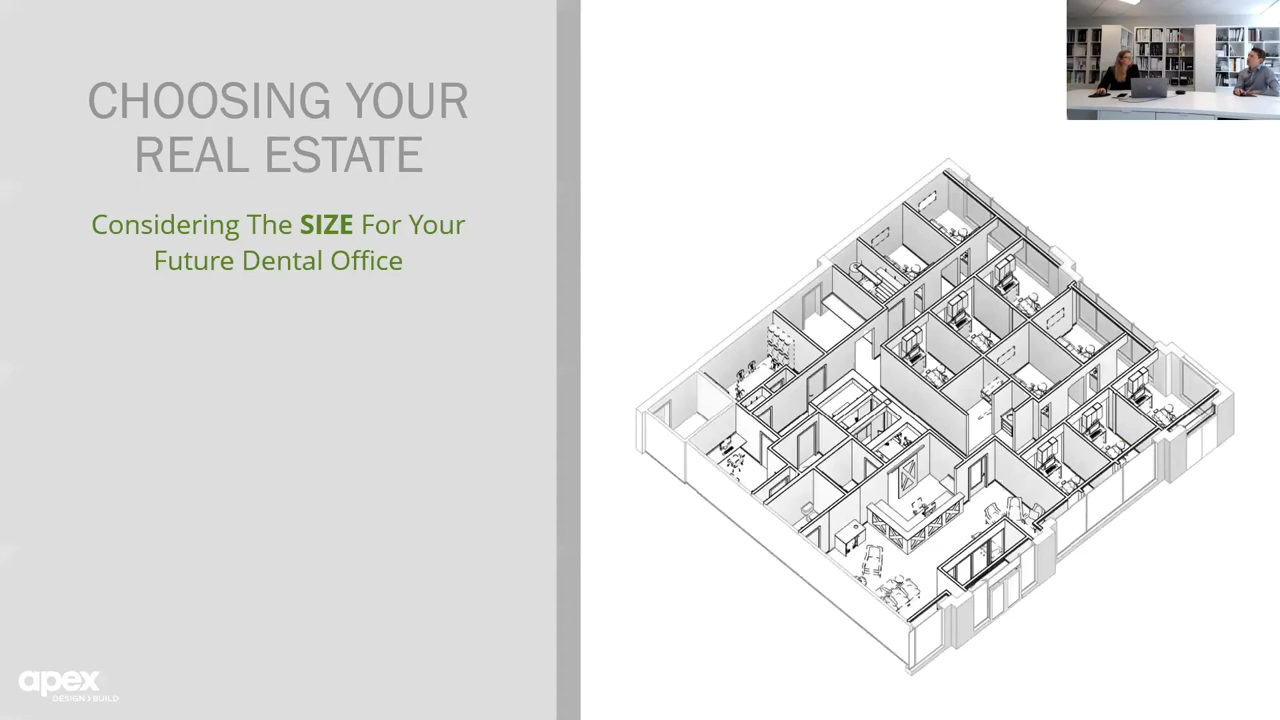 CHOOSING YOUR
REAL ESTATE
Considering The SIZE For Your
Future Dental Office
apex
DESIGN > BUILD